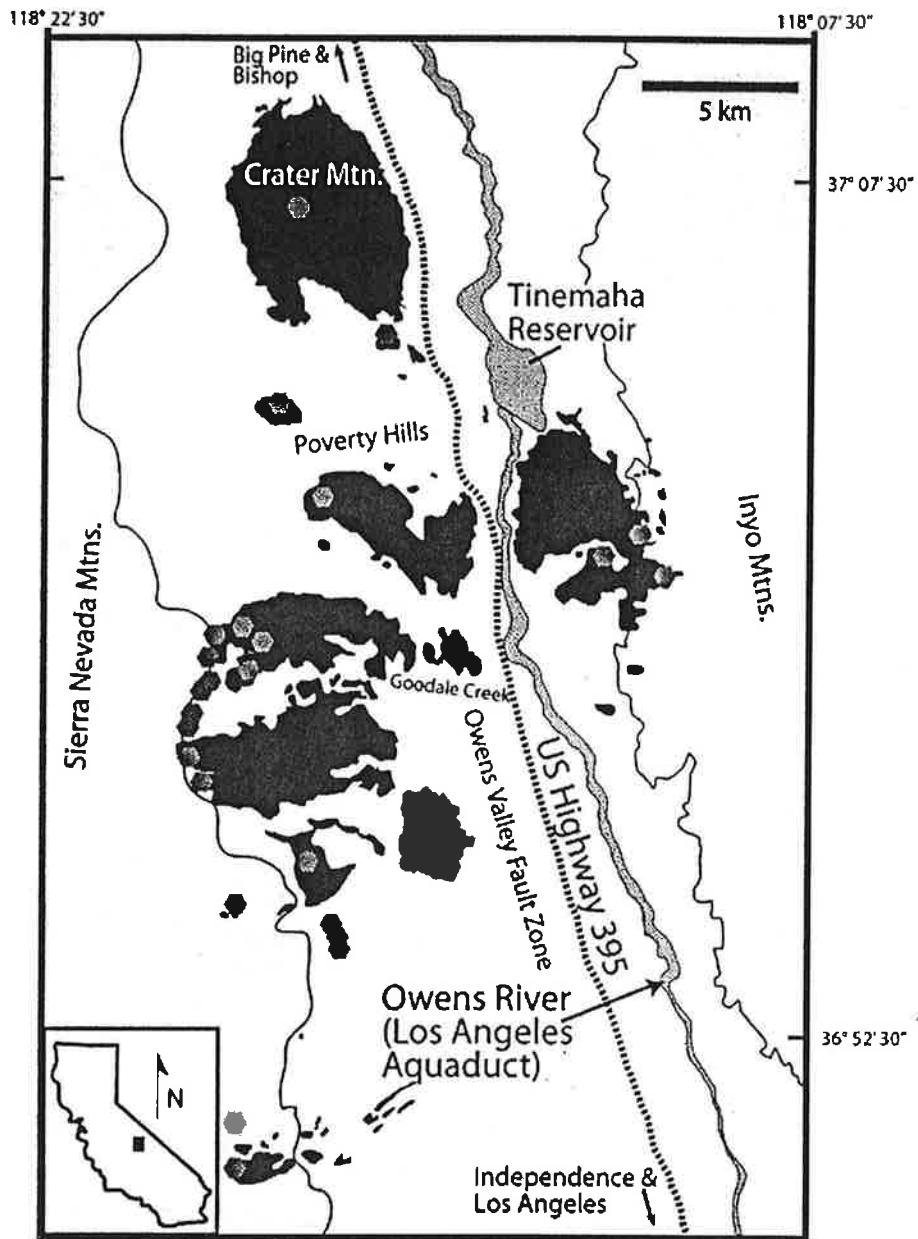 118° 22' 30"
118° 07' 30"
Big Pine &
Bishop
5 km
Crater Mtn.
37° 07' 30"
Tinemaha
Reservoir
Poverty Hills
Inyo Mtns.
Sierra Nevada Mtns.
Goodale Creek
Owens Valley Fault Zone
US Highway 395
Owens River
(Los Angeles
Aquaduct)
36° 52' 30"
N
Independence &
Los Angeles